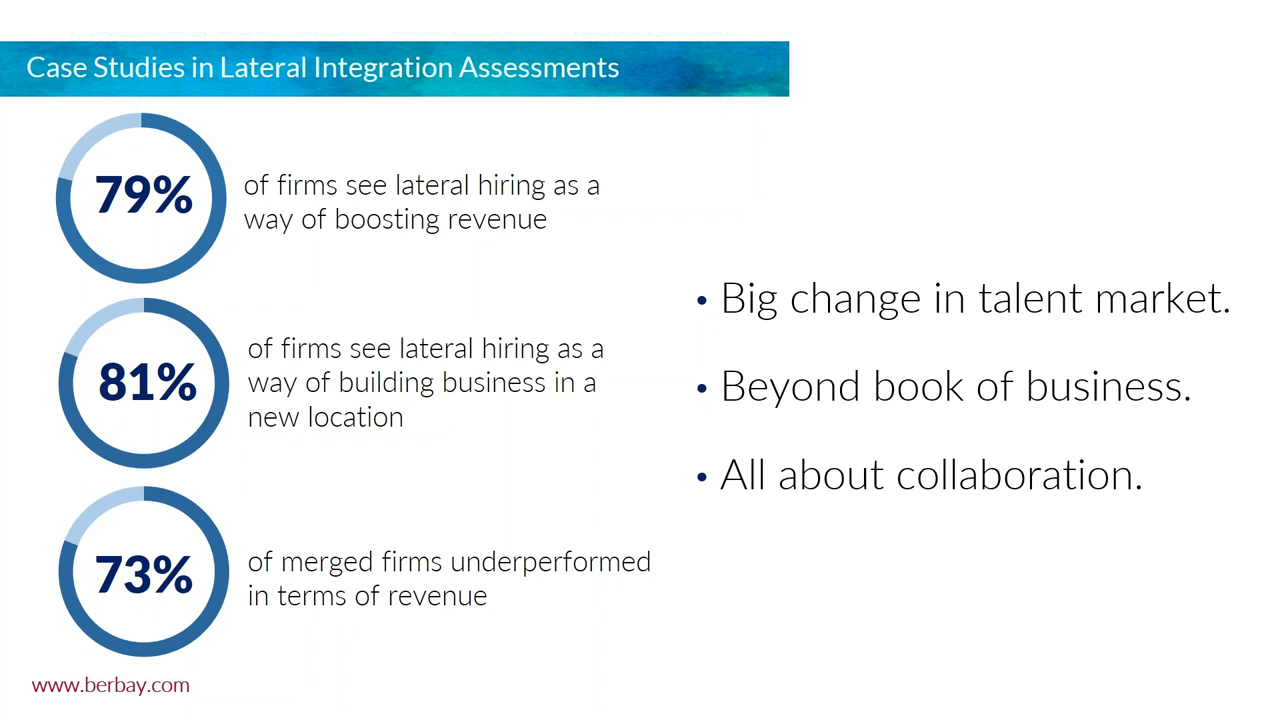 Case Studies in Lateral Integration Assessments
79%
of firms see lateral hiring as a
way of boosting revenue
81%
of firms see lateral hiring as a
way of building business in a
new location
73%
of merged firms underperformed
in terms of revenue
• Big change in talent market.
• Beyond book of business.
• All about collaboration.
www.berbay.com